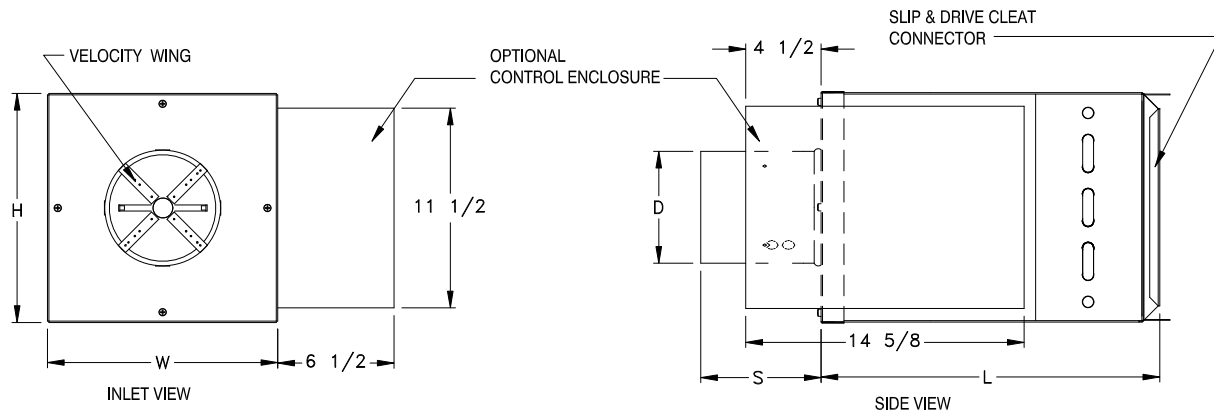 VELOCITY WING
OPTIONAL
CONTROL ENCLOSURE
SLIP & DRIVE CLEAT
CONNECTOR
4 1/2
H
11 1/2
D
W
6 1/2
14 5/8
S
L
INLET VIEW
SIDE VIEW